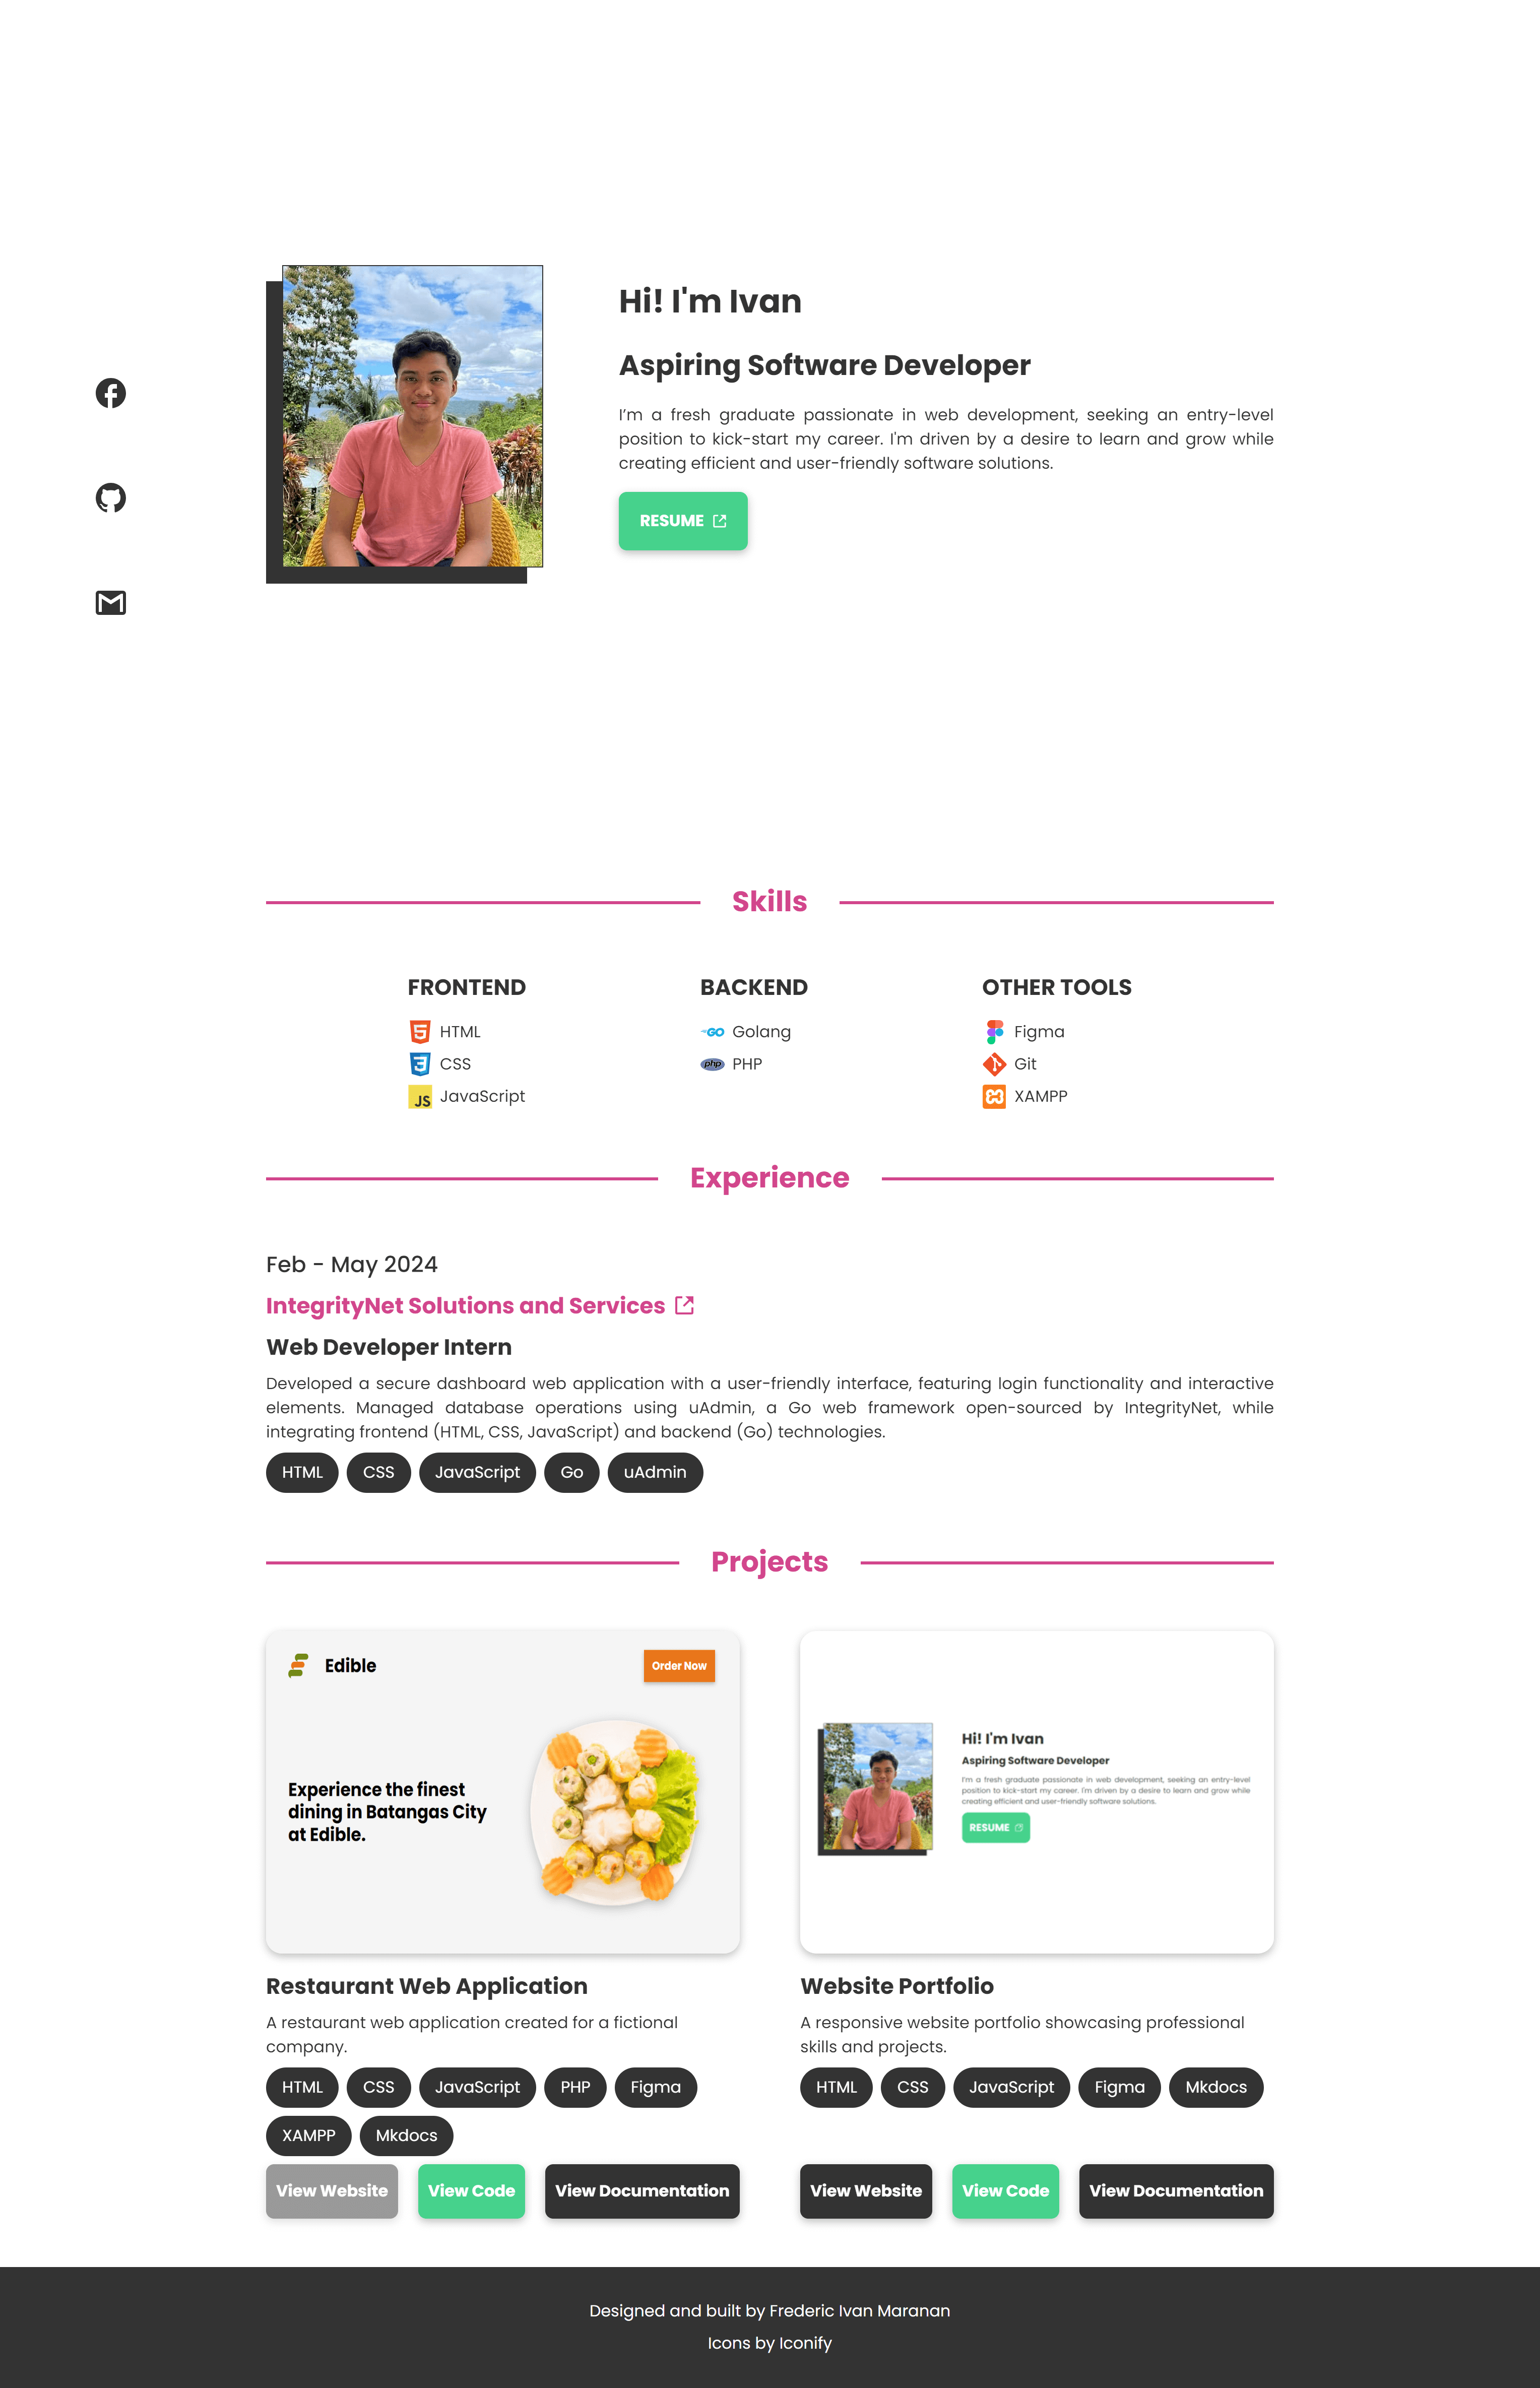 Hi! I'm Ivan
Aspiring Software Developer
I'm a fresh graduate passionate in web development, seeking an entry-level
position to kick-start my career. I'm driven by a desire to learn and grow while
creating efficient and user-friendly software solutions.
RESUME
Skills
FRONTEND
HTML
CSS
JS JavaScript
BACKEND
GO Golang
php PHP
OTHER TOOLS
Figma
Git
XAMPP
Experience
Feb - May 2024
IntegrityNet Solutions and Services
Web Developer Intern
Developed a secure dashboard web application with a user-friendly interface, featuring login functionality and interactive
elements. Managed database operations using uAdmin, a Go web framework open-sourced by IntegrityNet, while
integrating frontend (HTML, CSS, JavaScript) and backend (Go) technologies.
HTML CSS JavaScript Go uAdmin
Projects
Edible
Order Now
Experience the finest
dining in Batangas City
at Edible.
Restaurant Web Application
A restaurant web application created for a fictional
company.
HTML CSS JavaScript PHP Figma
XAMPP Mkdocs
View Website View Code View Documentation
Hi! I'm Ivan
Aspiring Software Developer
I'm a fresh graduate passionate in web development, seeking an entry-level
position to kick-start my career. I'm driven by a desire to learn and grow while
creating efficient and user-friendly software solutions.
RESUME
Website Portfolio
A responsive website portfolio showcasing professional
skills and projects.
HTML CSS JavaScript Figma Mkdocs
View Website View Code View Documentation
Designed and built by Frederic Ivan Maranan
Icons by Iconify